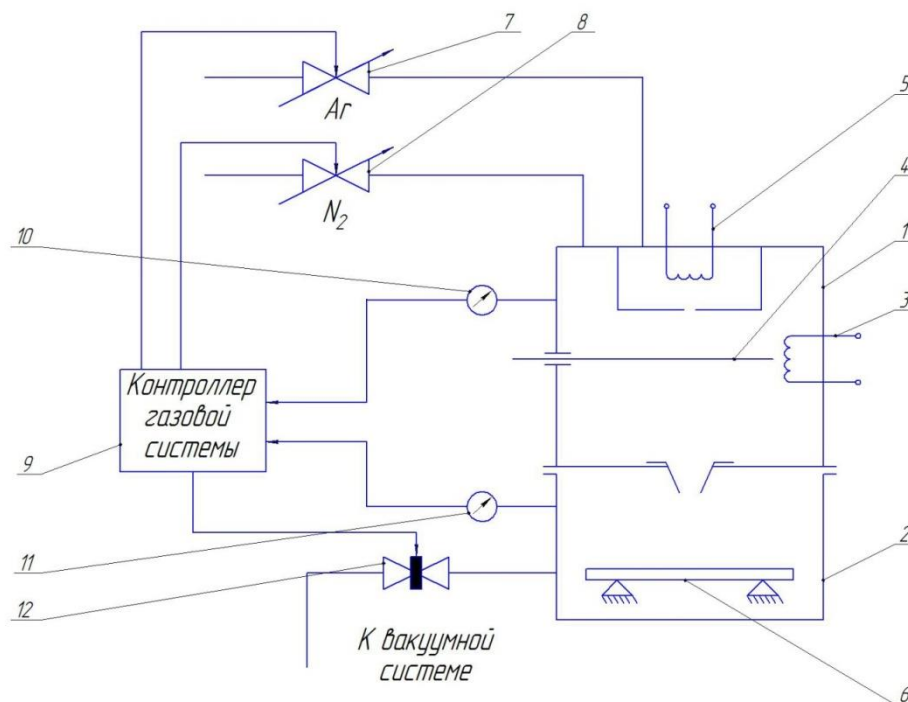 7
8
Ar
5
4
N2
10
1
3
Контроллер
газовой
системы
9
2
11
12
К вакуумной
системе
6